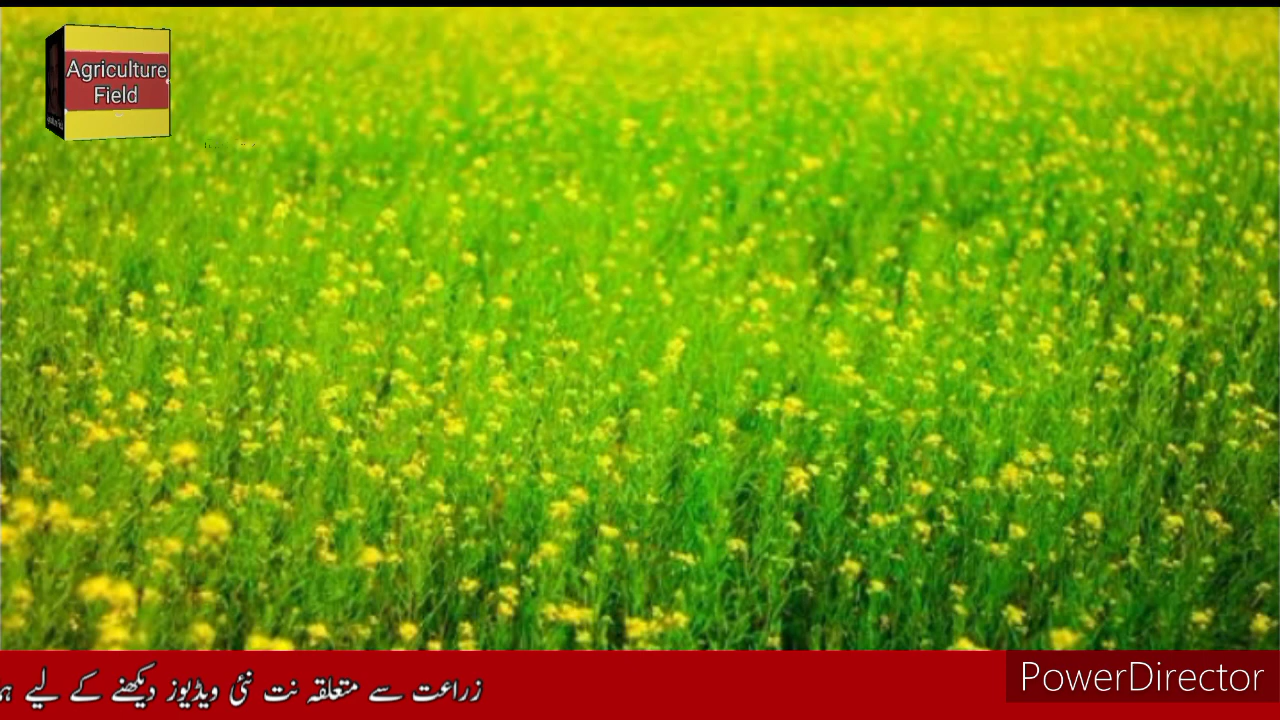 Agriculture
Field
زراعت سے متعلقہ نت نئی ویڈیوز دیکھنے کے لیے
PowerDirector